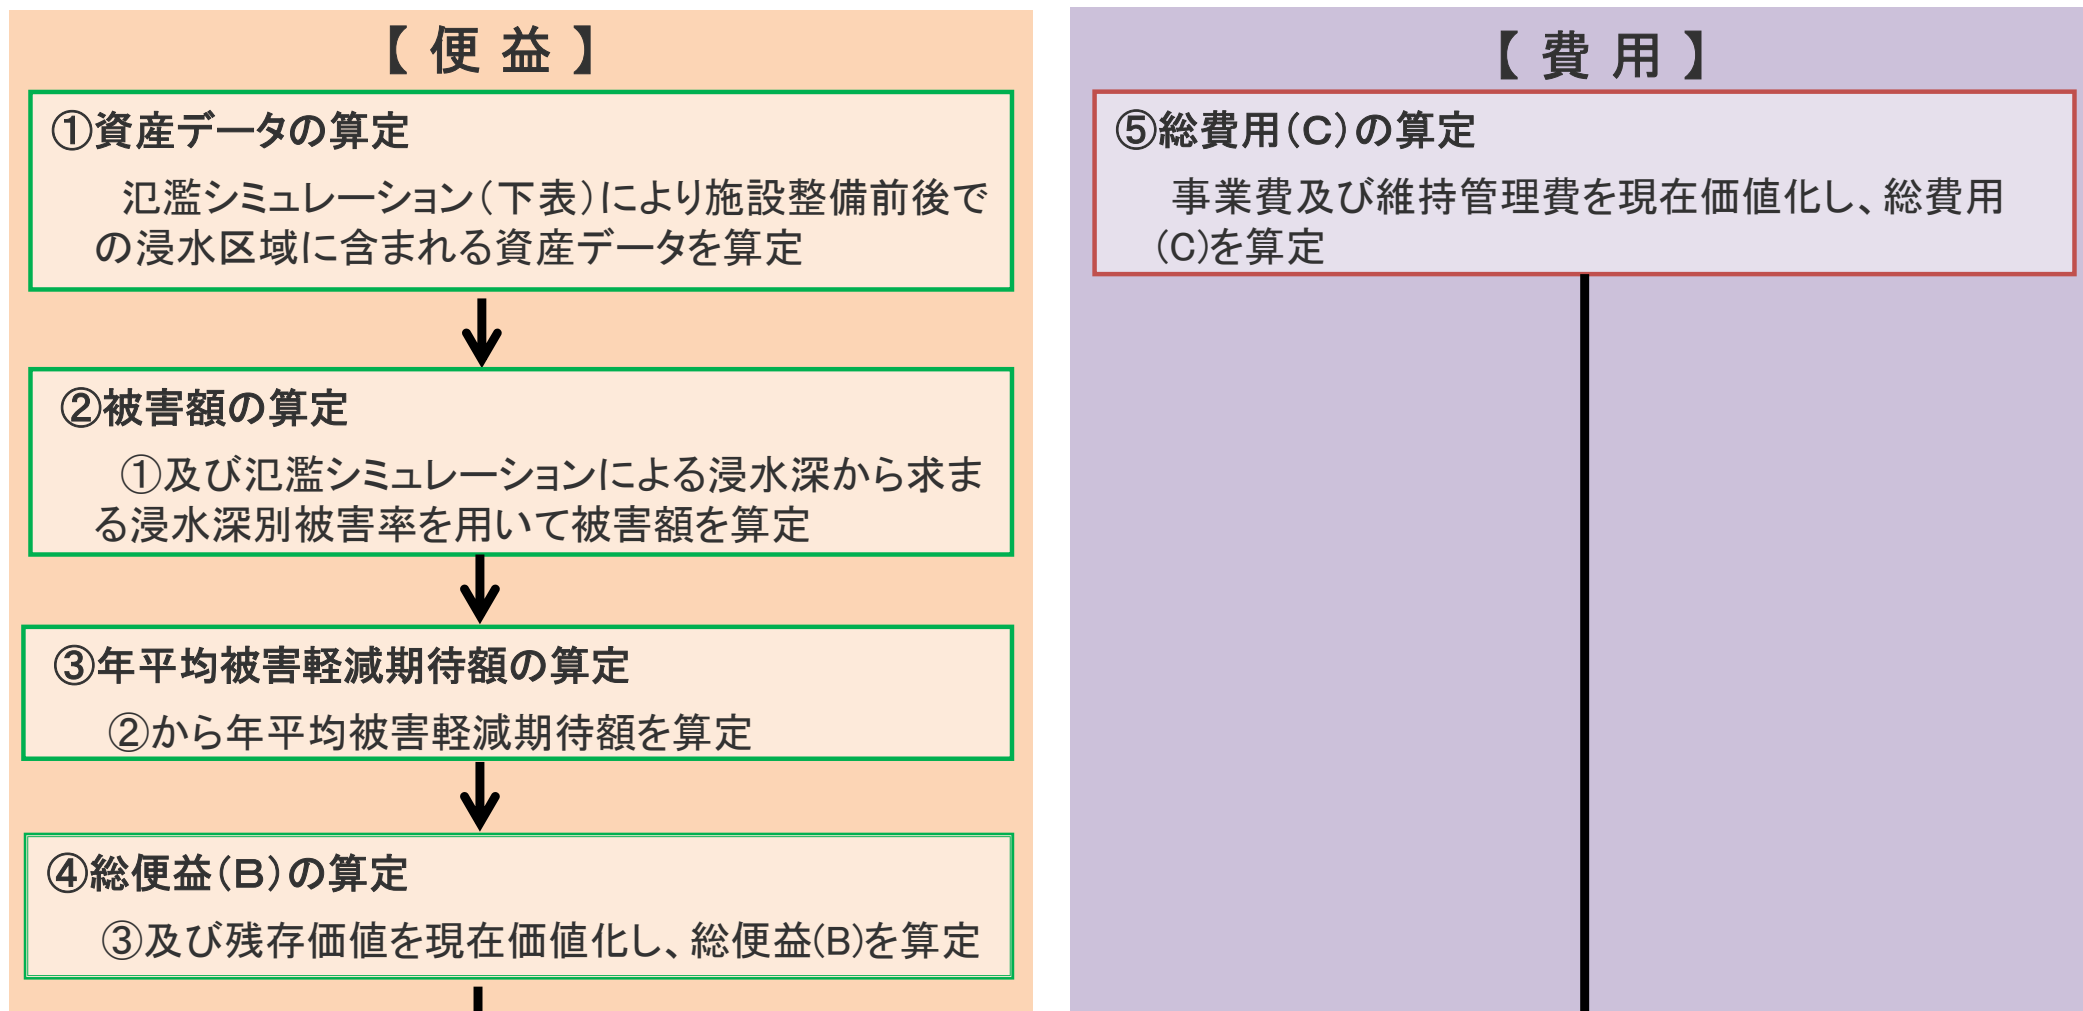 【 便 益 】
①資産データの算定
氾濫シミュレーション（下表）により施設整備前後で
の浸水区域に含まれる資産データを算定
②被害額の算定
①及び氾濫シミュレーションによる浸水深から求ま
る浸水深別被害率を用いて被害額を算定
③年平均被害軽減期待額の算定
②から年平均被害軽減期待額を算定
④総便益（B）の算定
③及び残存価値を現在価値化し、総便益(B)を算定
【 費 用 】
⑤総費用（C）の算定
事業費及び維持管理費を現在価値化し、総費用
(C)を算定